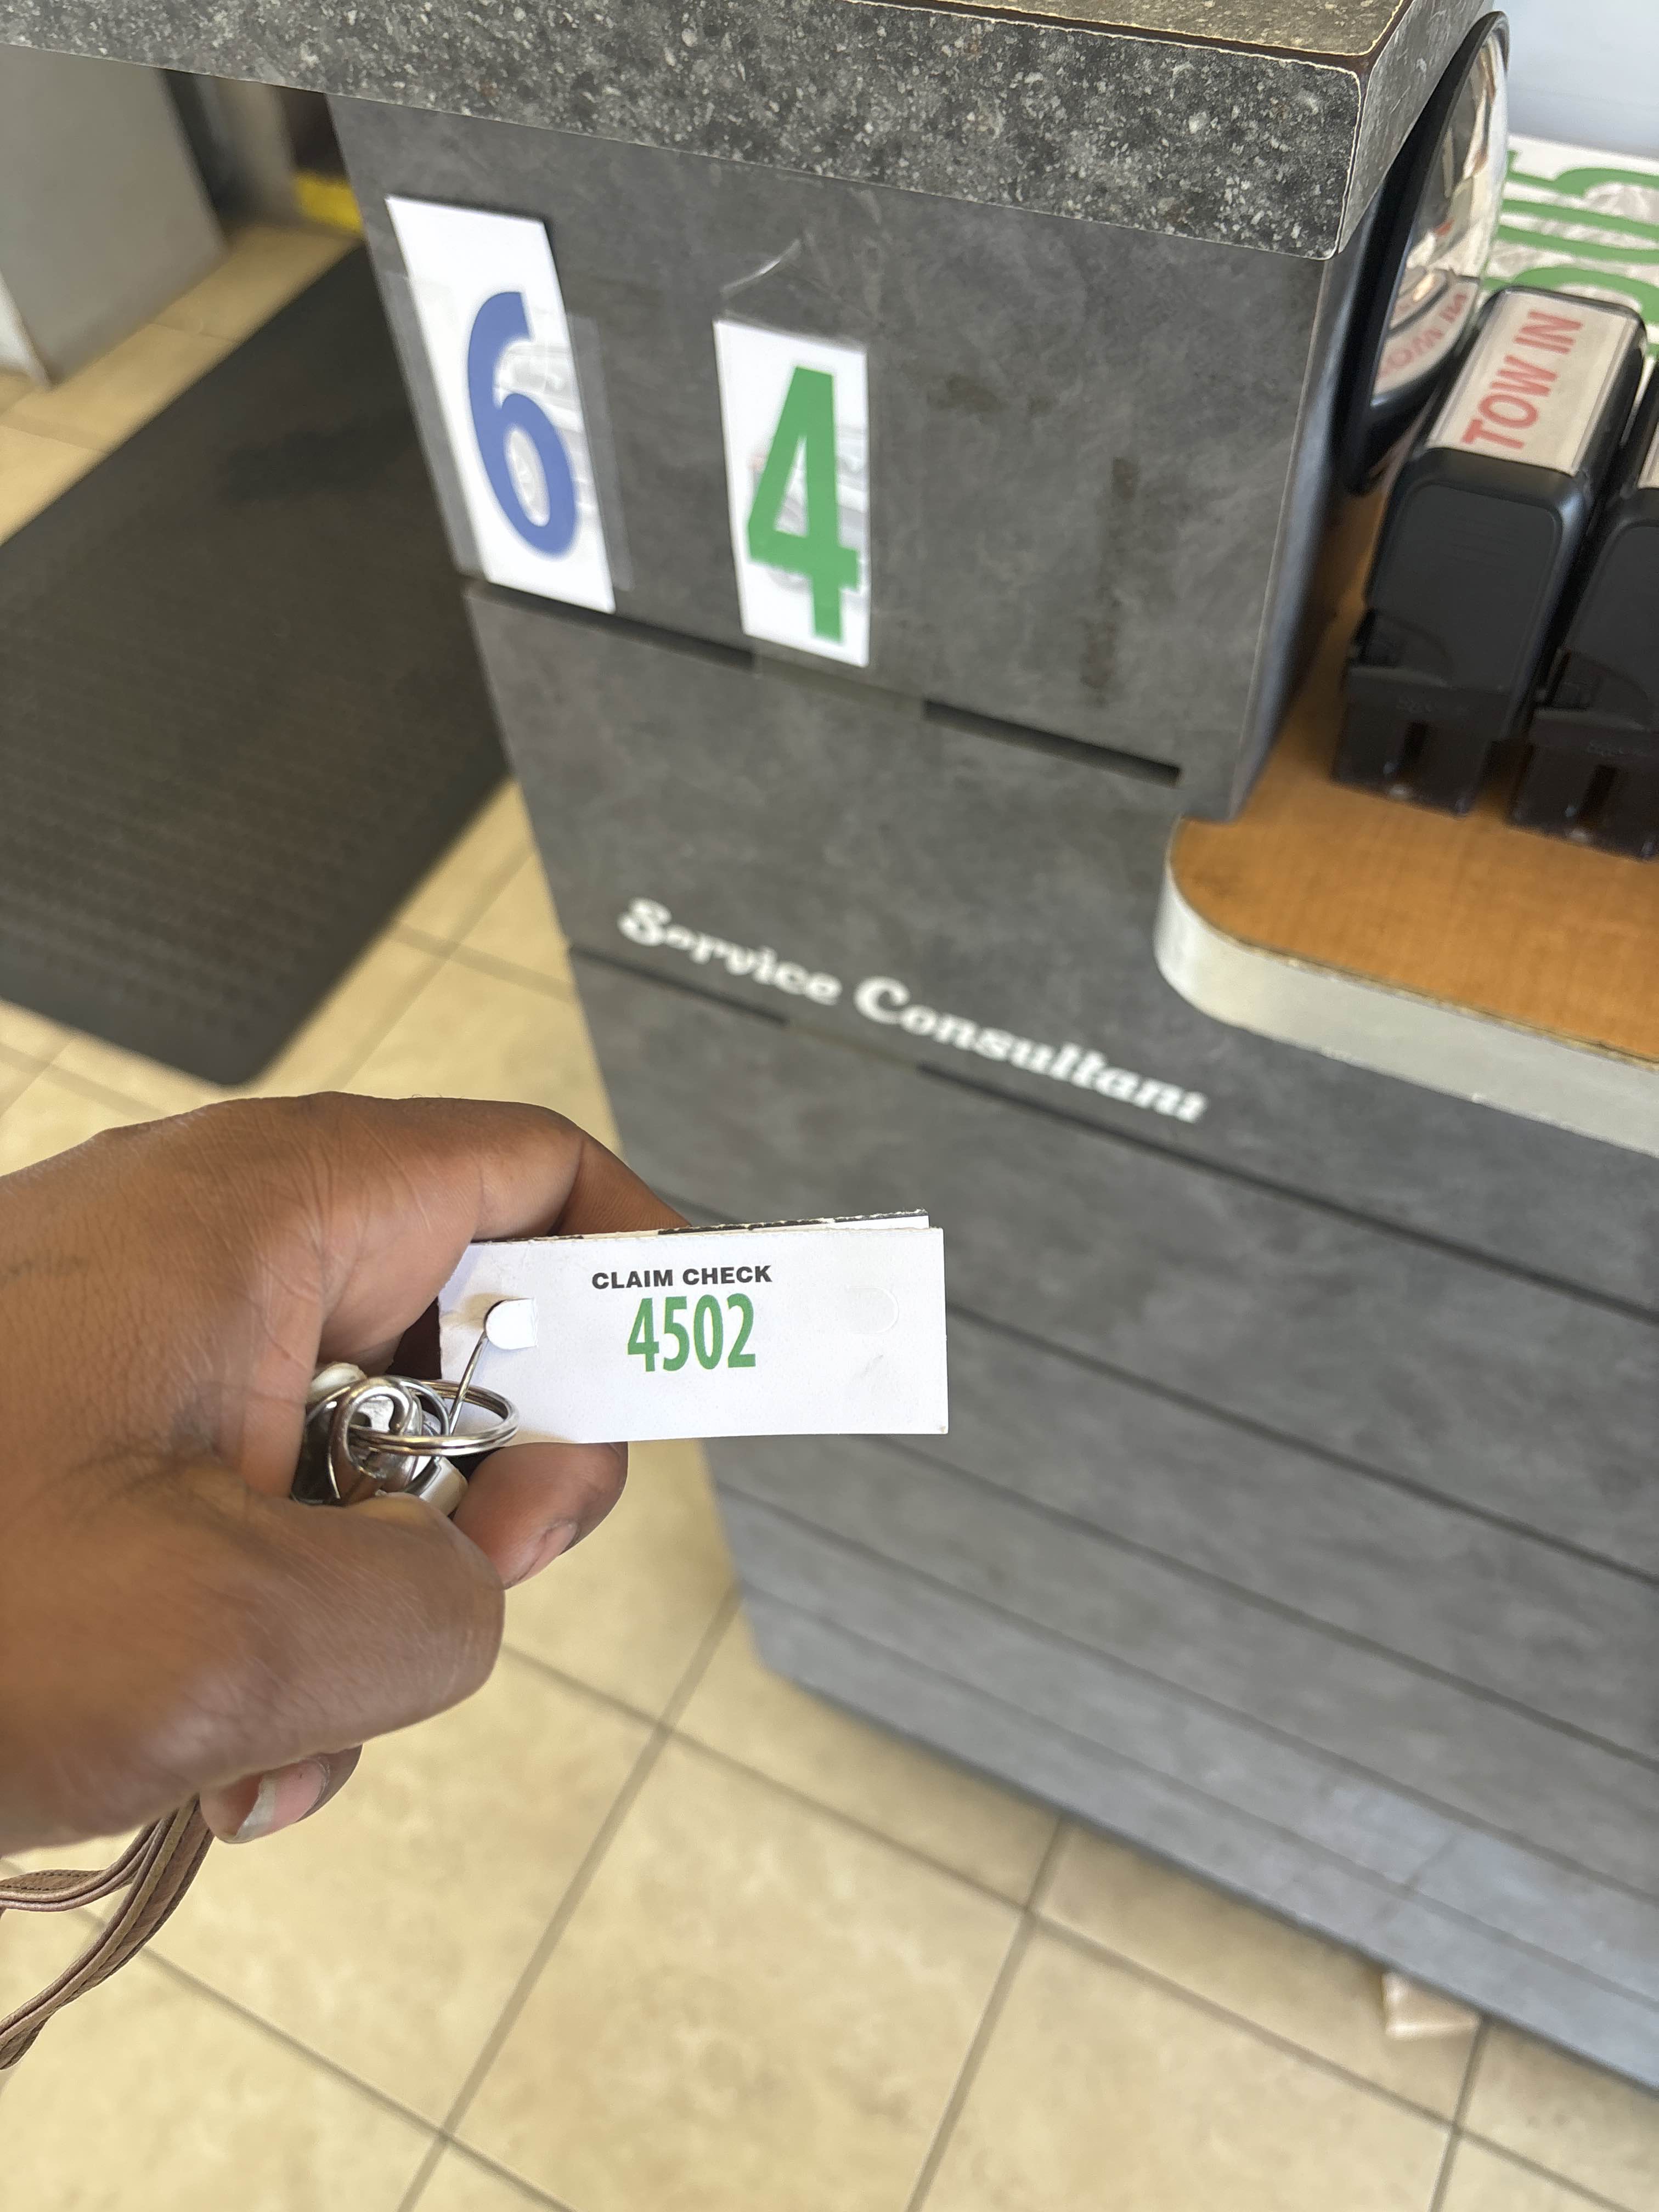 6
4
TOW IN
Service Consultant
CLAIM CHECK
4502